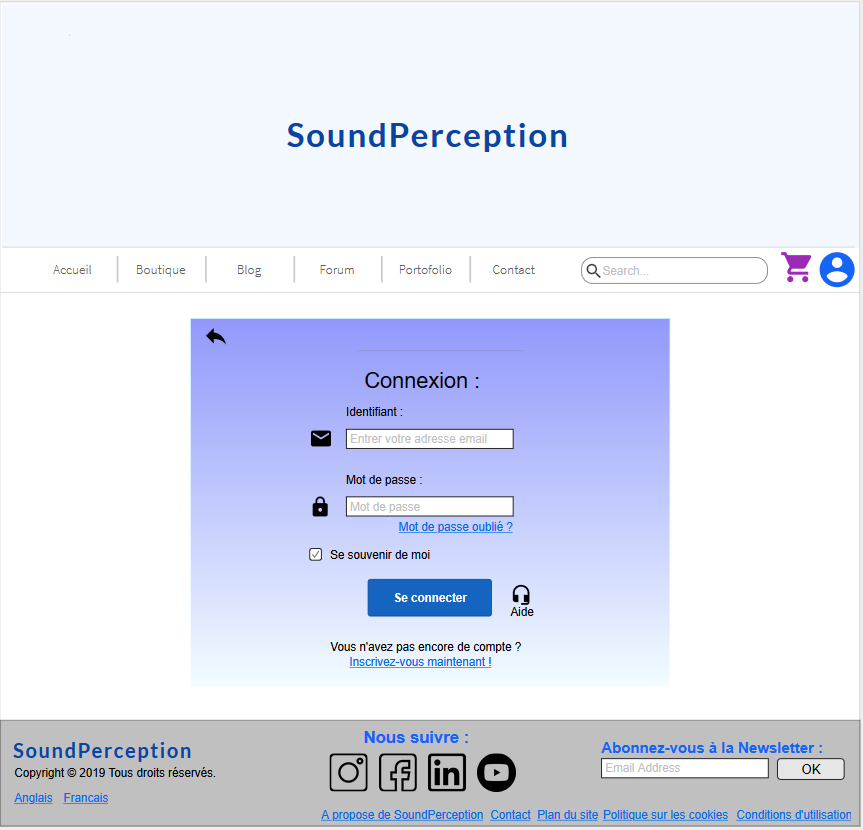 SoundPerception
Accueil Boutique Blog Forum Portofolio Contact Search...
Connexion :
Identifiant :
Entrer votre adresse email
Mot de passe :
Mot de passe
Mot de passe oublié ?
Se souvenir de moi
Se connecter
Aide
Vous n'avez pas encore de compte ?
Inscrivez-vous maintenant !
SoundPerception
Copyright © 2019 Tous droits réservés.
Anglais Francais
Nous suivre :
in
Abonnez-vous à la Newsletter :
Email Address OK
A propose de SoundPerception Contact Plan du site Politique sur les cookies Conditions d'utilisation